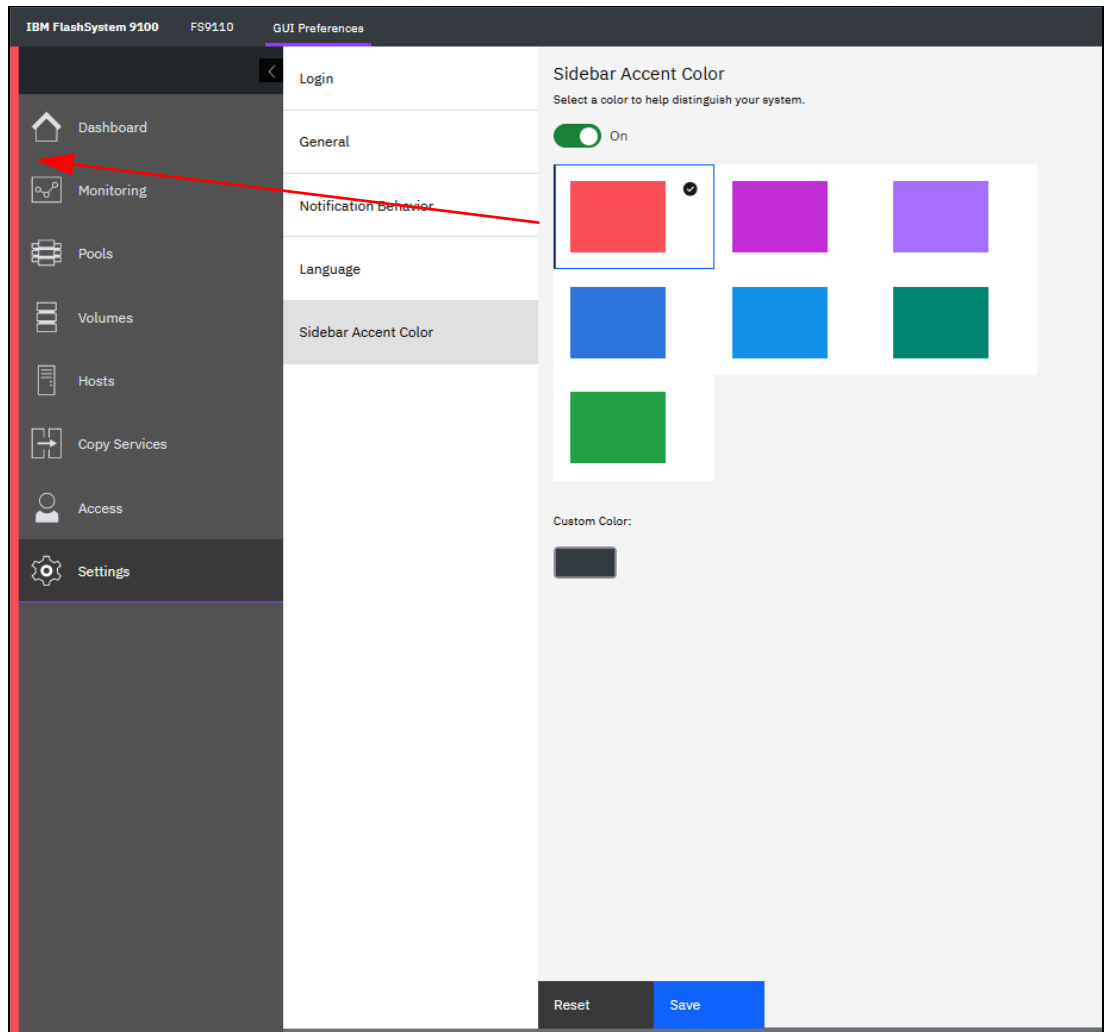 IBM FlashSystem 9100 FS9110 GUI Preferences
Dashboard
Monitoring
Pools
Volumes
Hosts
Copy Services
Access
Settings
Login
General
Notification Behavior
Language
Sidebar Accent Color
Sidebar Accent Color
Select a color to help distinguish your system.
On
Custom Color:
Reset Save